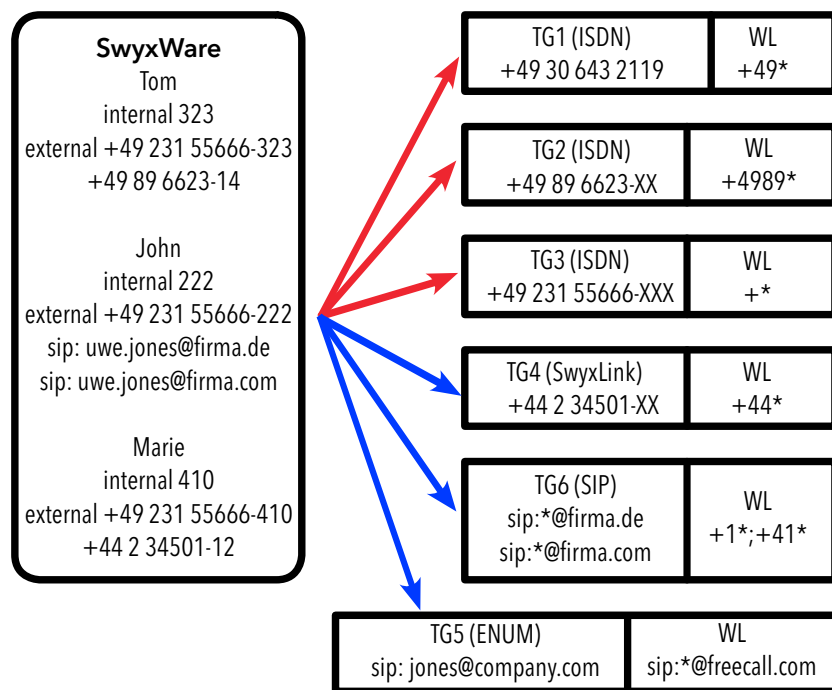 SwyxWare
Tom
internal 323
external +49 231 55666-323
+49 89 6623-14
John
internal 222
external +49 231 55666-222
sip: uwe.jones@firma.de
sip: uwe.jones@firma.com
Marie
internal 410
external +49 231 55666-410
+44 2 34501-12
TG1 (ISDN)
+49 30 643 2119
WL
+49*
TG2 (ISDN)
+49 89 6623-XX
WL
+4989*
TG3 (ISDN)
+49 231 55666-XXX
WL
+*
TG4 (SwyxLink)
+44 2 34501-XX
WL
+44*
TG6 (SIP)
sip:*@firma.de
sip:*@firma.com
WL
+1*;+41*
TG5 (ENUM)
sip: jones@company.com
WL
sip:*@freecall.com